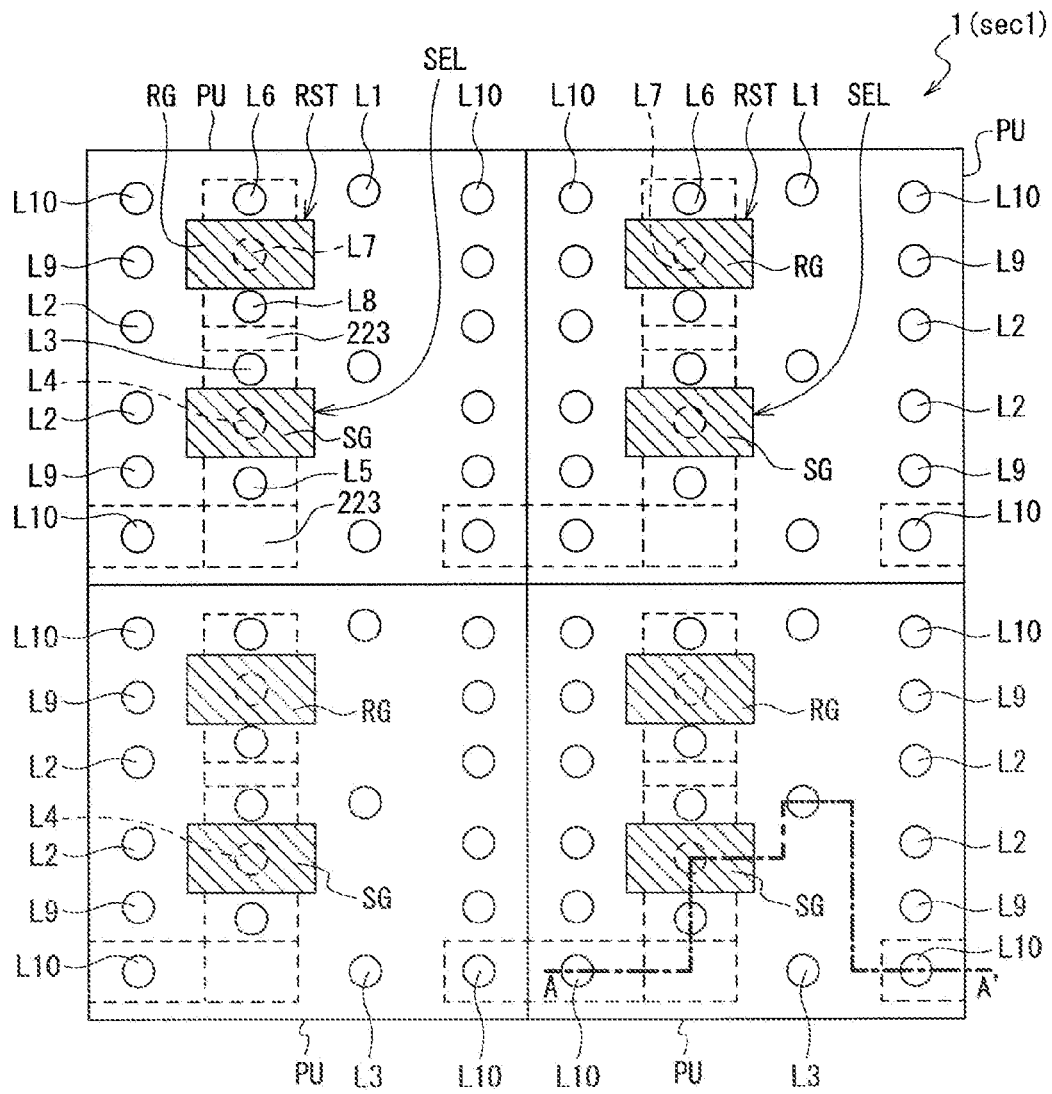 1(sec1)
SEL
RG PU L6 RST L1 L10 L10 L7 L6 RST L1 SEL
PU
L10 L10
L9 L7 RG L9
L2 L8 L2
L3 223
L4
L2 SG L2
L9 L5 SG L9
L10 223 L10
L10 L10
L9 RG RG L9
L2 L2
L4
L2 L2
L9 SG SG L9
L10 L10
A A'
PU L3 L10 L10 PU L3